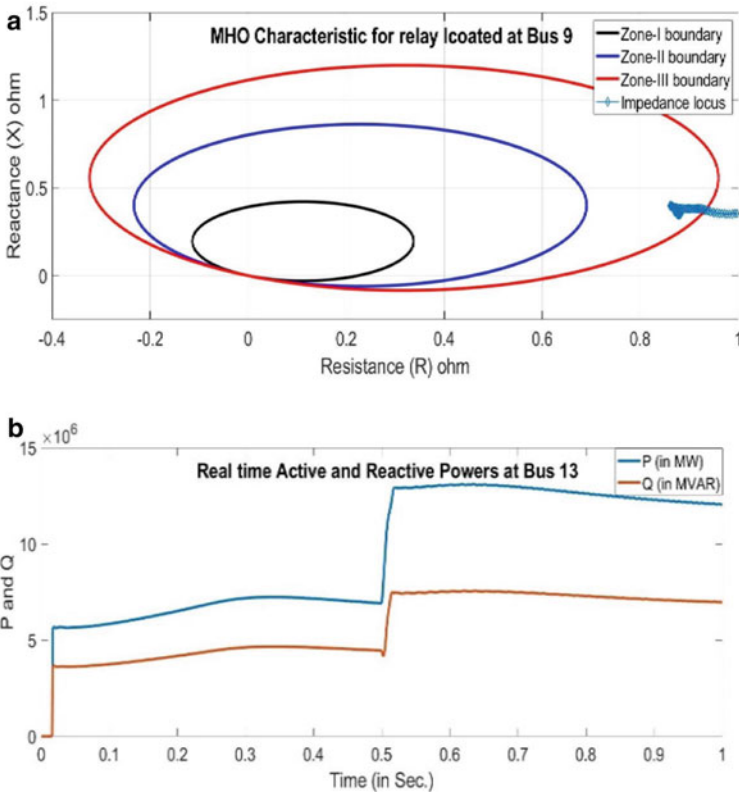 a
1.5
1
0.5
0
-0.4
-0.2
0
0.2
0.4
0.6
0.8
1
Reactance (X) ohm
Resistance (R) ohm
MHO Characteristic for relay lcoated at Bus 9
Zone-I boundary
Zone-II boundary
Zone-III boundary
Impedance locus
b
×10⁶
15
10
5
0
0
0.1
0.2
0.3
0.4
0.5
0.6
0.7
0.8
0.9
1
P and Q
Time (in Sec.)
Real time Active and Reactive Powers at Bus 13
P (in MW)
Q (in MVAR)